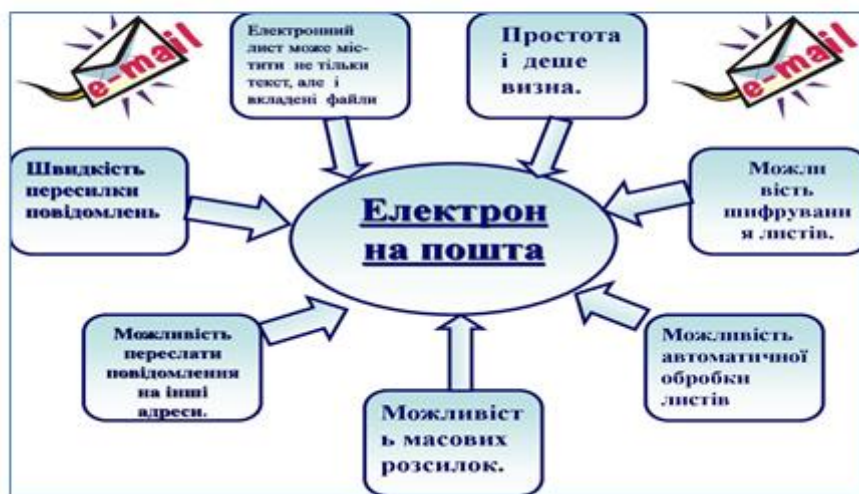 e-mail
Електронний
лист може міс-
тити не тільки
текст, але і
вкладені файли
Простота
і деше
визна.
e-mail
Швидкість
пересилки
повідомлень
Електрон
на пошта
Можли
вість
шифруванн
я листів.
Можливість
переслати
повідомлення
на інші
адреси.
Можливіст
ь масових
розсилок.
Можливість
автоматичної
обробки
листів